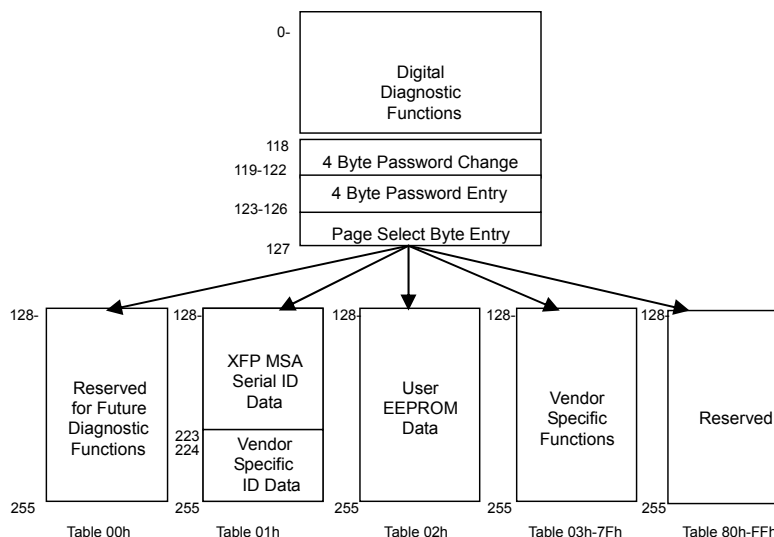 0-
Digital
Diagnostic
Functions
118
4 Byte Password Change
119-122
4 Byte Password Entry
123-126
Page Select Byte Entry
127
128-
128-
128-
128-
128-
Reserved
for Future
Diagnostic
Functions
XFP MSA
Serial ID
Data
223
224
Vendor
Specific
ID Data
User
EEPROM
Data
Vendor
Specific
Functions
Reserved
255
255
255
255
255
Table 00h
Table 01h
Table 02h
Table 03h-7Fh
Table 80h-FFh